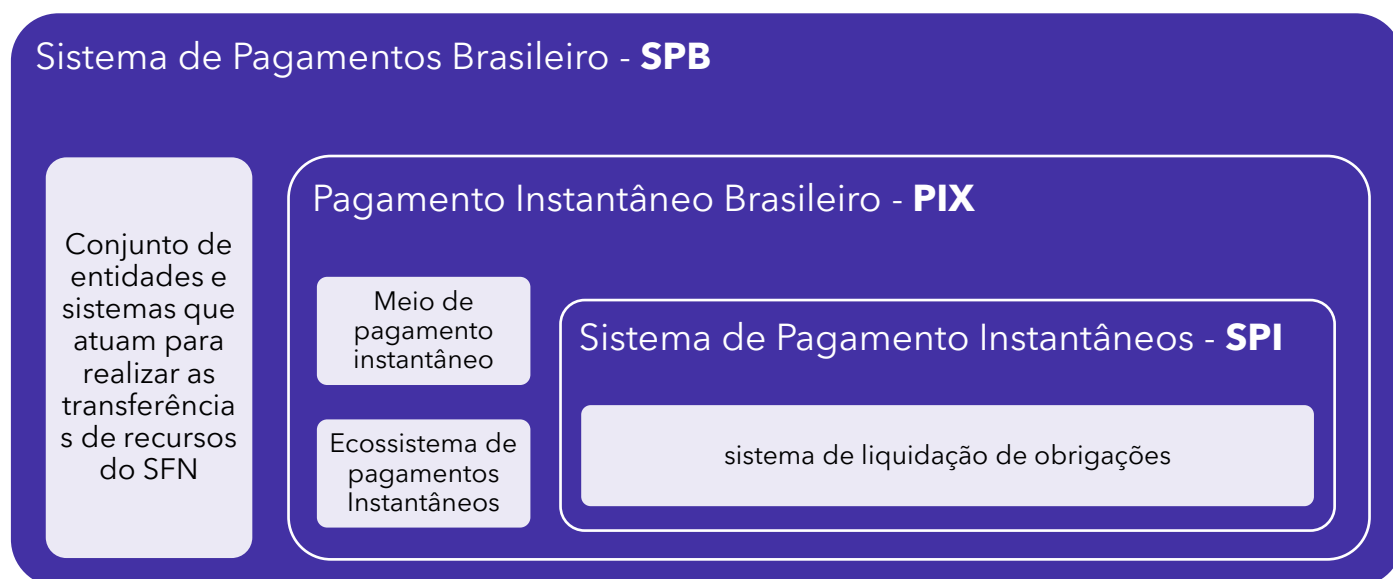 Sistema de Pagamentos Brasileiro - SPB
Conjunto de
entidades e
sistemas que
atuam para
realizar as
transferência
s de recursos
do SFN
Pagamento Instantâneo Brasileiro - PIX
Meio de
pagamento
instantâneo
Ecossistema de
pagamentos
Instantâneos
Sistema de Pagamento Instantâneos - SPI
sistema de liquidação de obrigações